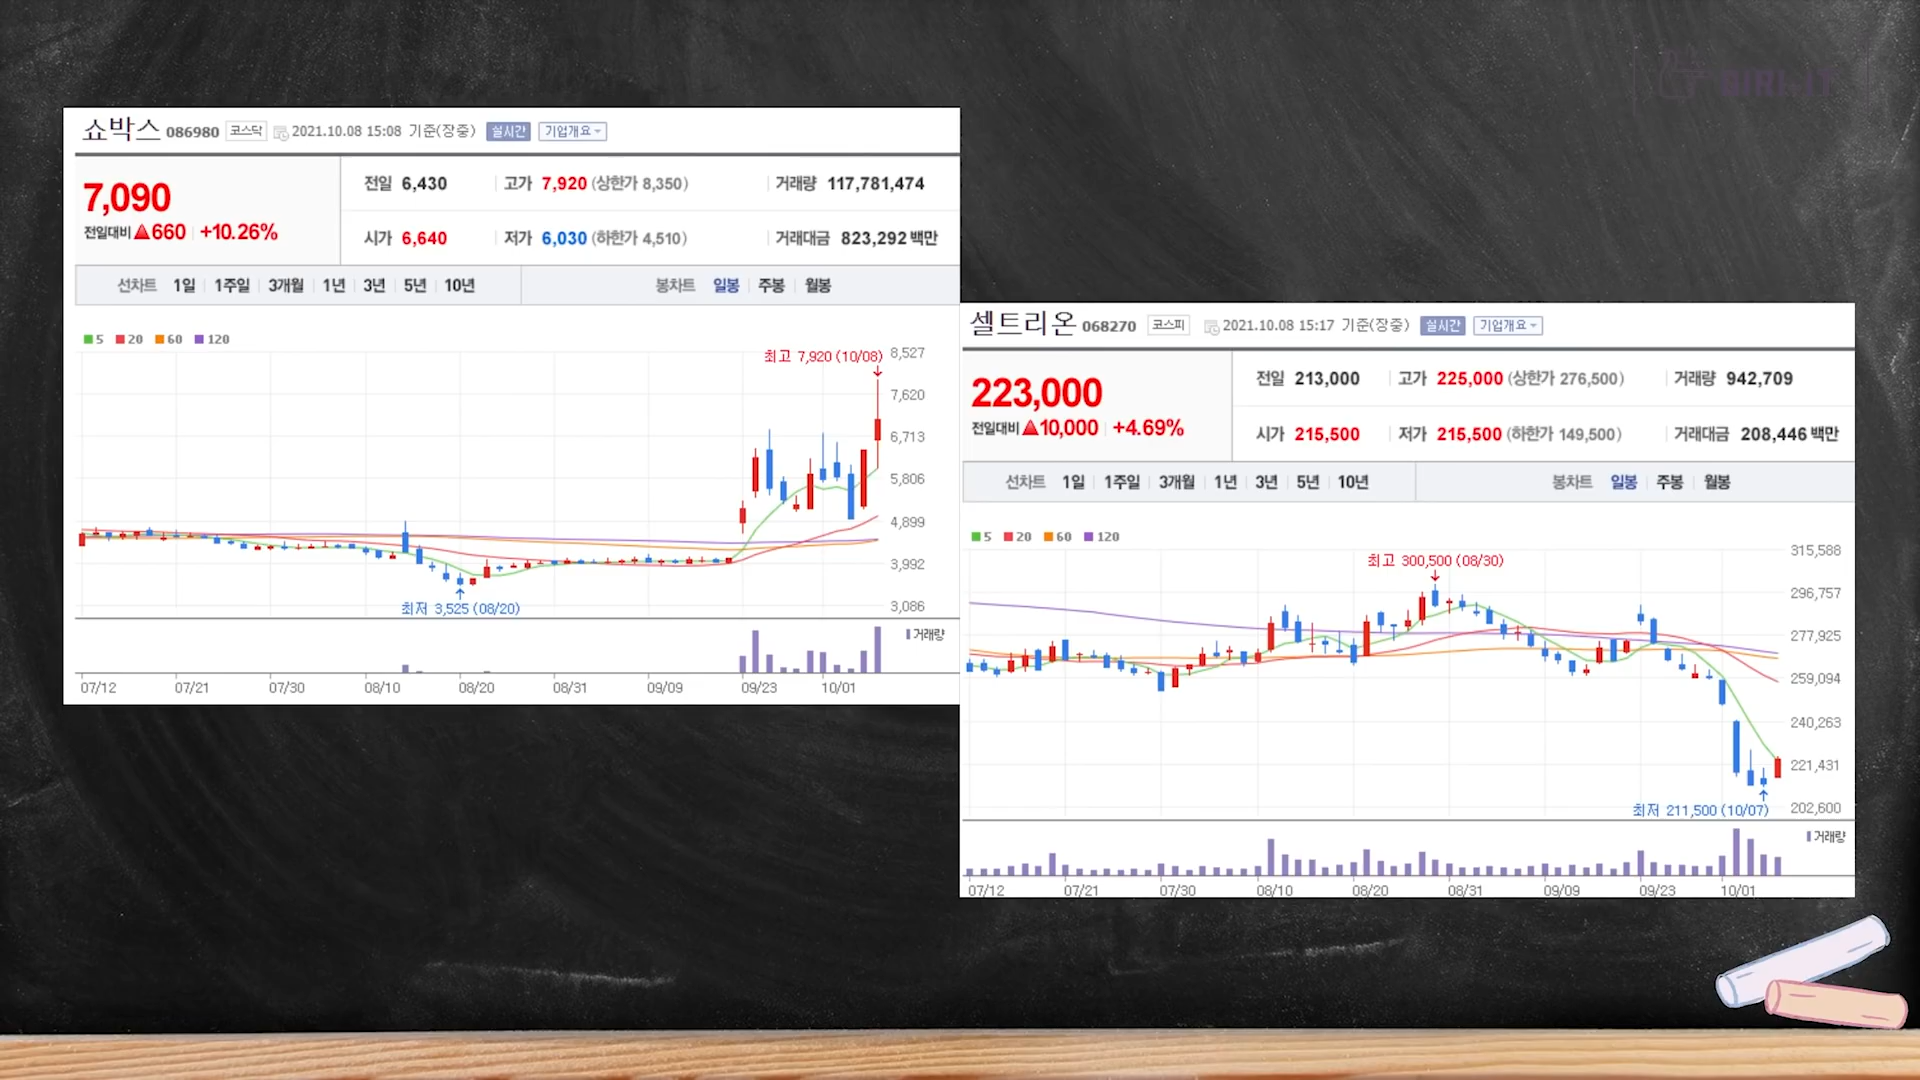 쇼박스 086980 코스닥 2021.10.08 15:08 기준(장중) 실시간 기업개요
7,090
전일대비 ▲660 +10.26%
전일 6,430 고가 7,920 (상한가 8,350) 거래량 117,781,474
시가 6,640 저가 6,030 (하한가 4,510) 거래대금 823,292 백만
선차트 1일 1주일 3개월 1년 3년 5년 10년 봉차트 일봉 주봉 월봉
5 20 60 120
최고 7,920 (10/08)
8,527
7,620
6,713
5,806
4,899
3,992
3,086
최저 3,525 (08/20)
거래량
07/12 07/21 07/30 08/10 08/20 08/31 09/09 09/23 10/01
셀트리온 068270 코스피 2021.10.08 15:17 기준(장중) 실시간 기업개요
223,000
전일대비 ▲10,000 +4.69%
전일 213,000 고가 225,000 (상한가 276,500) 거래량 942,709
시가 215,500 저가 215,500 (하한가 149,500) 거래대금 208,446 백만
선차트 1일 1주일 3개월 1년 3년 5년 10년 봉차트 일봉 주봉 월봉
5 20 60 120
최고 300,500 (08/30)
315,588
296,757
277,925
259,094
240,263
221,431
202,600
최저 211,500 (10/07)
거래량
07/12 07/21 07/30 08/10 08/20 08/31 09/09 09/23 10/01